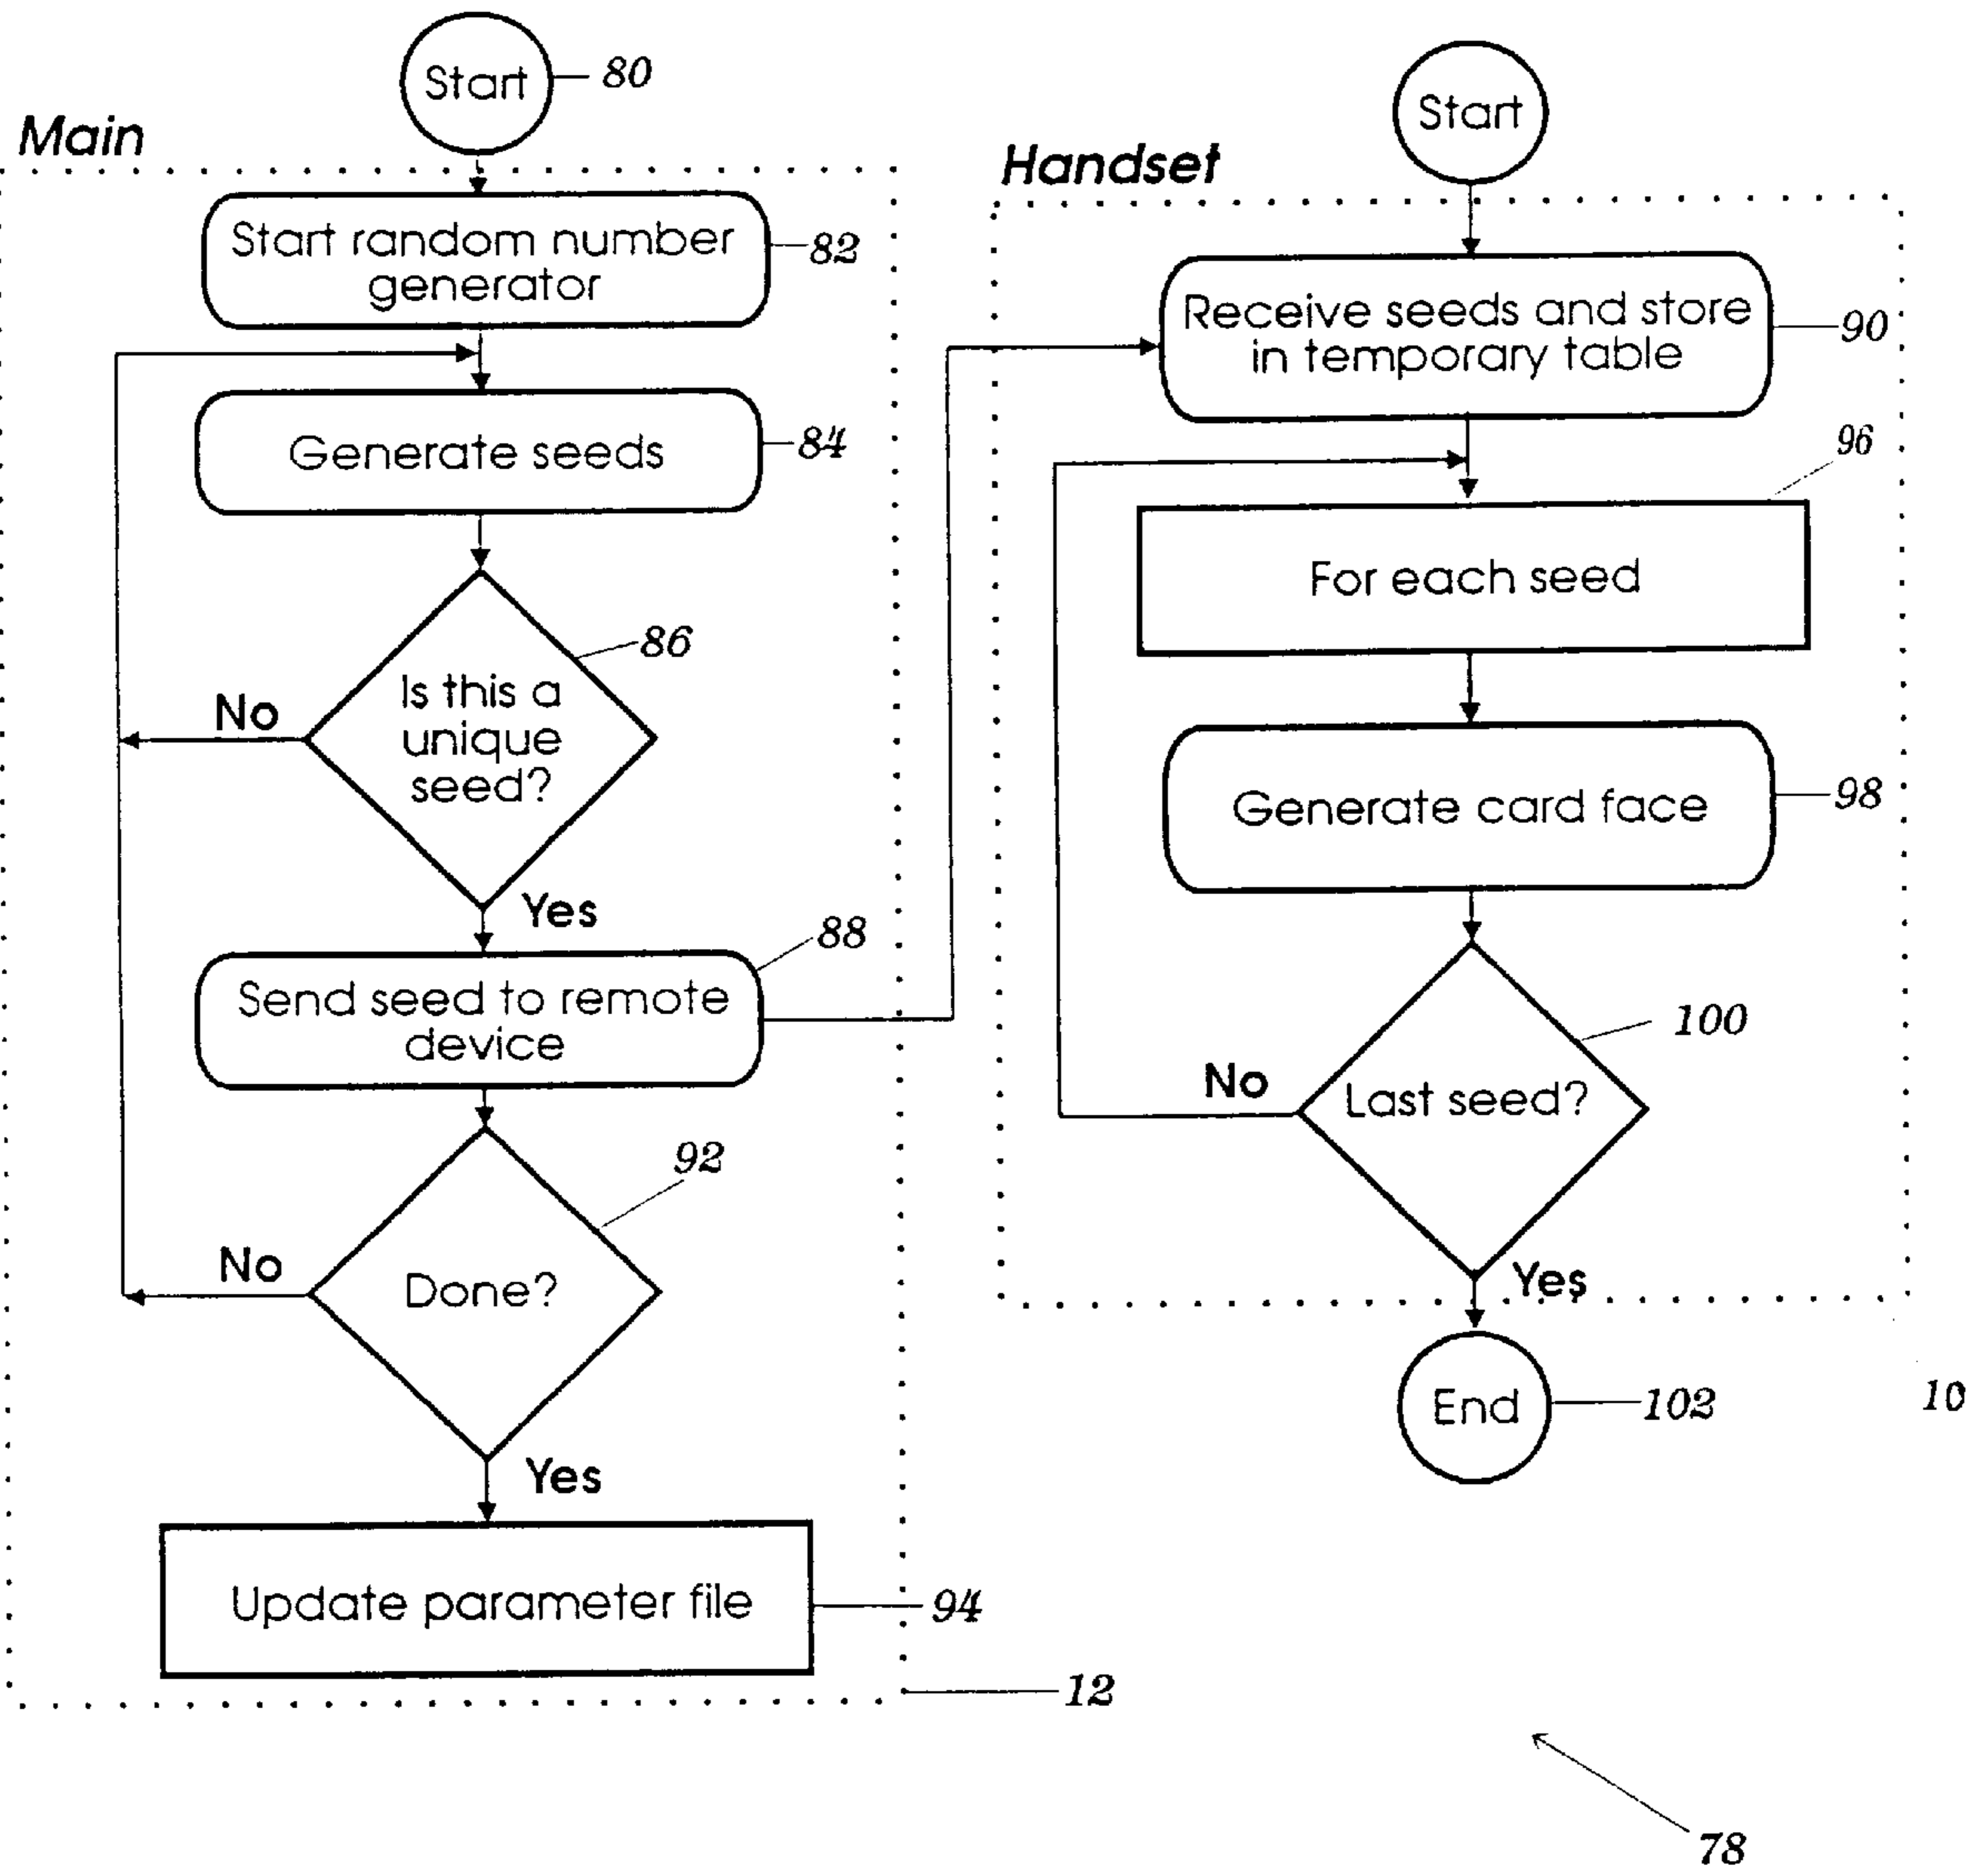 Start
80
Main
Start random number
generator
82
Generate seeds
84
Is this a
unique
seed?
86
No
Yes
Send seed to remote
device
88
Done?
92
No
Yes
Update parameter file
94
12
Start
Handset
Receive seeds and store
in temporary table
90
For each seed
96
Generate card face
98
Last seed?
100
No
Yes
End
102
10
78